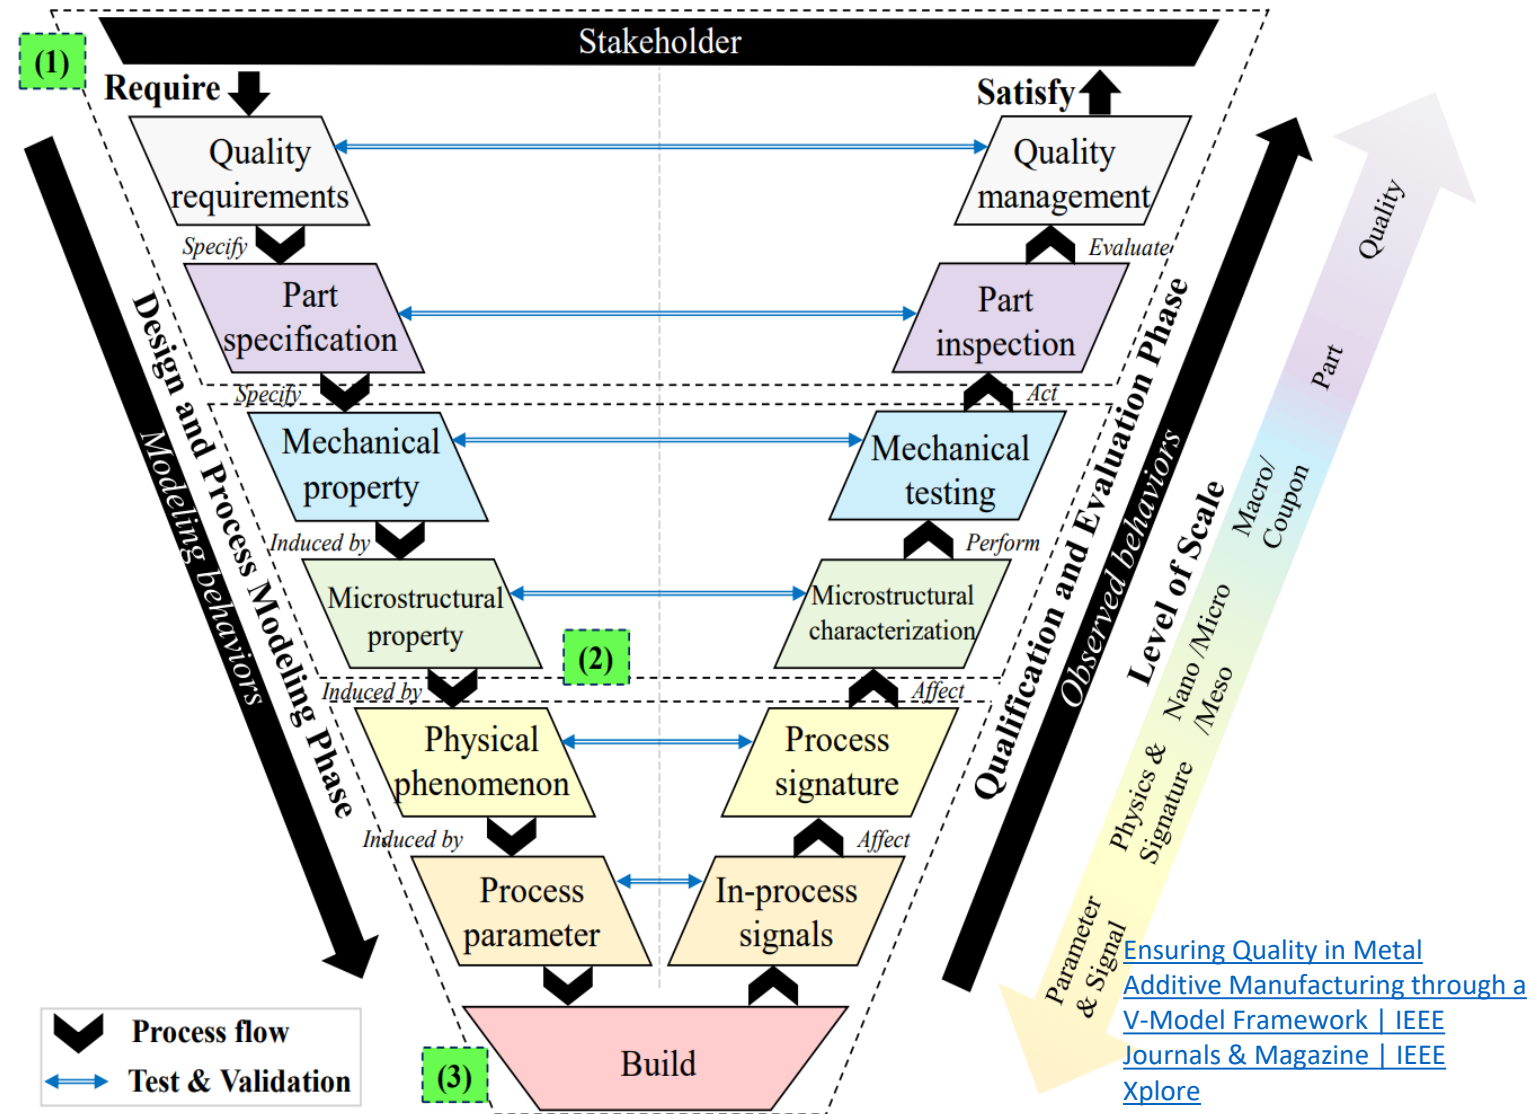 Stakeholder
(1)
Require
Satisfy
Quality
requirements
Quality
management
Specify
Evaluate
Part
specification
Part
inspection
Specify
Act
Mechanical
property
Mechanical
testing
Induced by
Perform
Microstructural
property
Microstructural
characterization
(2)
Induced by
Affect
Physical
phenomenon
Process
signature
Induced by
Affect
Process
parameter
In-process
signals
Build
(3)
Design and Process Modeling Phase
Modeling behaviors
Qualification and Evaluation Phase
Observed behaviors
Level of Scale
Quality
Part
Macro/
Coupon
Nano /Micro
/Meso
Physics &
Signature
Parameter
& Signal
Process flow
Test & Validation
Ensuring Quality in Metal
Additive Manufacturing through a
V-Model Framework | IEEE
Journals & Magazine | IEEE
Xplore